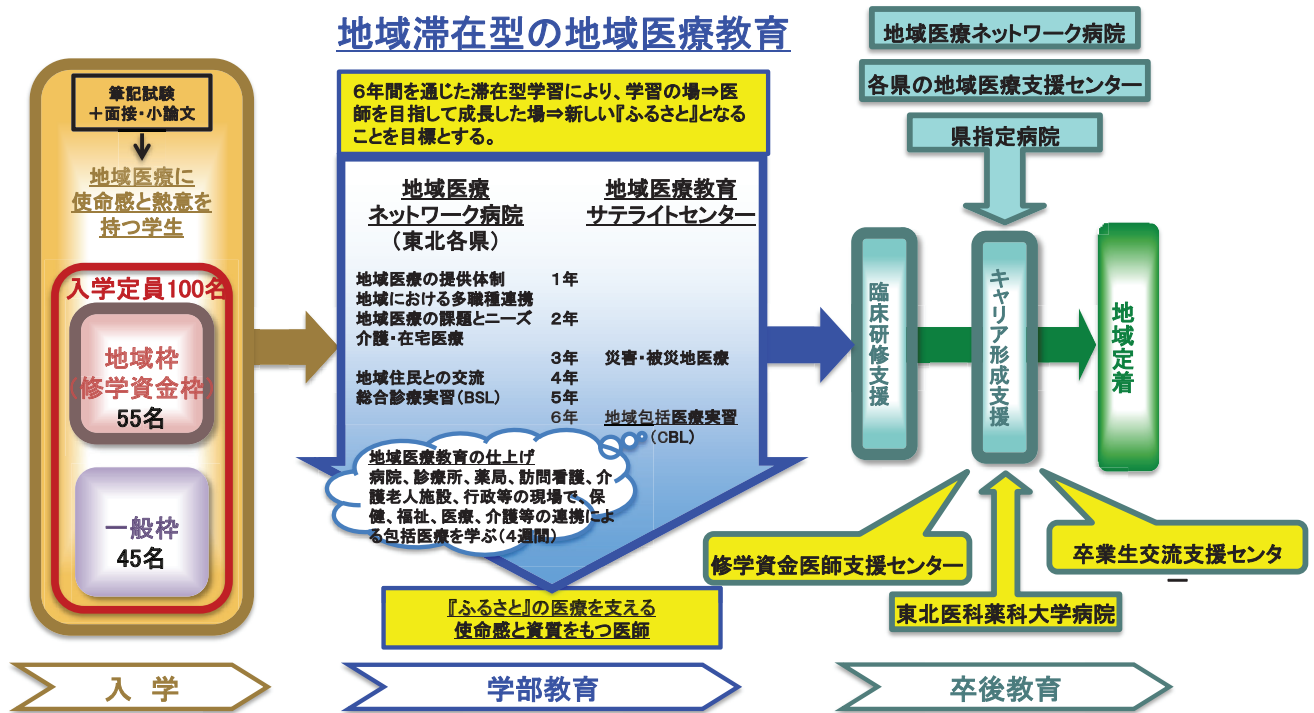 地域滞在型の地域医療教育
筆記試験
＋面接・小論文
地域医療に
使命感と熱意を
持つ学生
入学定員100名
地域枠
(修学資金枠)
55名
一般枠
45名
6年間を通じた滞在型学習により、学習の場⇒医
師を目指して成長した場⇒新しい『ふるさと』となる
ことを目標とする。
地域医療
ネットワーク病院
（東北各県）
地域医療教育
サテライトセンター
地域医療の提供体制 1年
地域における多職種連携
地域医療の課題とニーズ 2年
介護・在宅医療
3年 災害・被災地医療
地域住民との交流 4年
総合診療実習(BSL) 5年
6年 地域包括医療実習
(CBL)
地域医療教育の仕上げ
病院、診療所、薬局、訪問看護、介
護老人施設、行政等の現場で、保
健、福祉、医療、介護等の連携によ
る包括医療を学ぶ(4週間)
『ふるさと』の医療を支える
使命感と資質をもつ医師
地域医療ネットワーク病院
各県の地域医療支援センター
県指定病院
臨床研修支援
キャリア形成支援
地域定着
修学資金医師支援センター
卒業生交流支援センタ
ー
東北医科薬科大学病院
入 学
学部教育
卒後教育